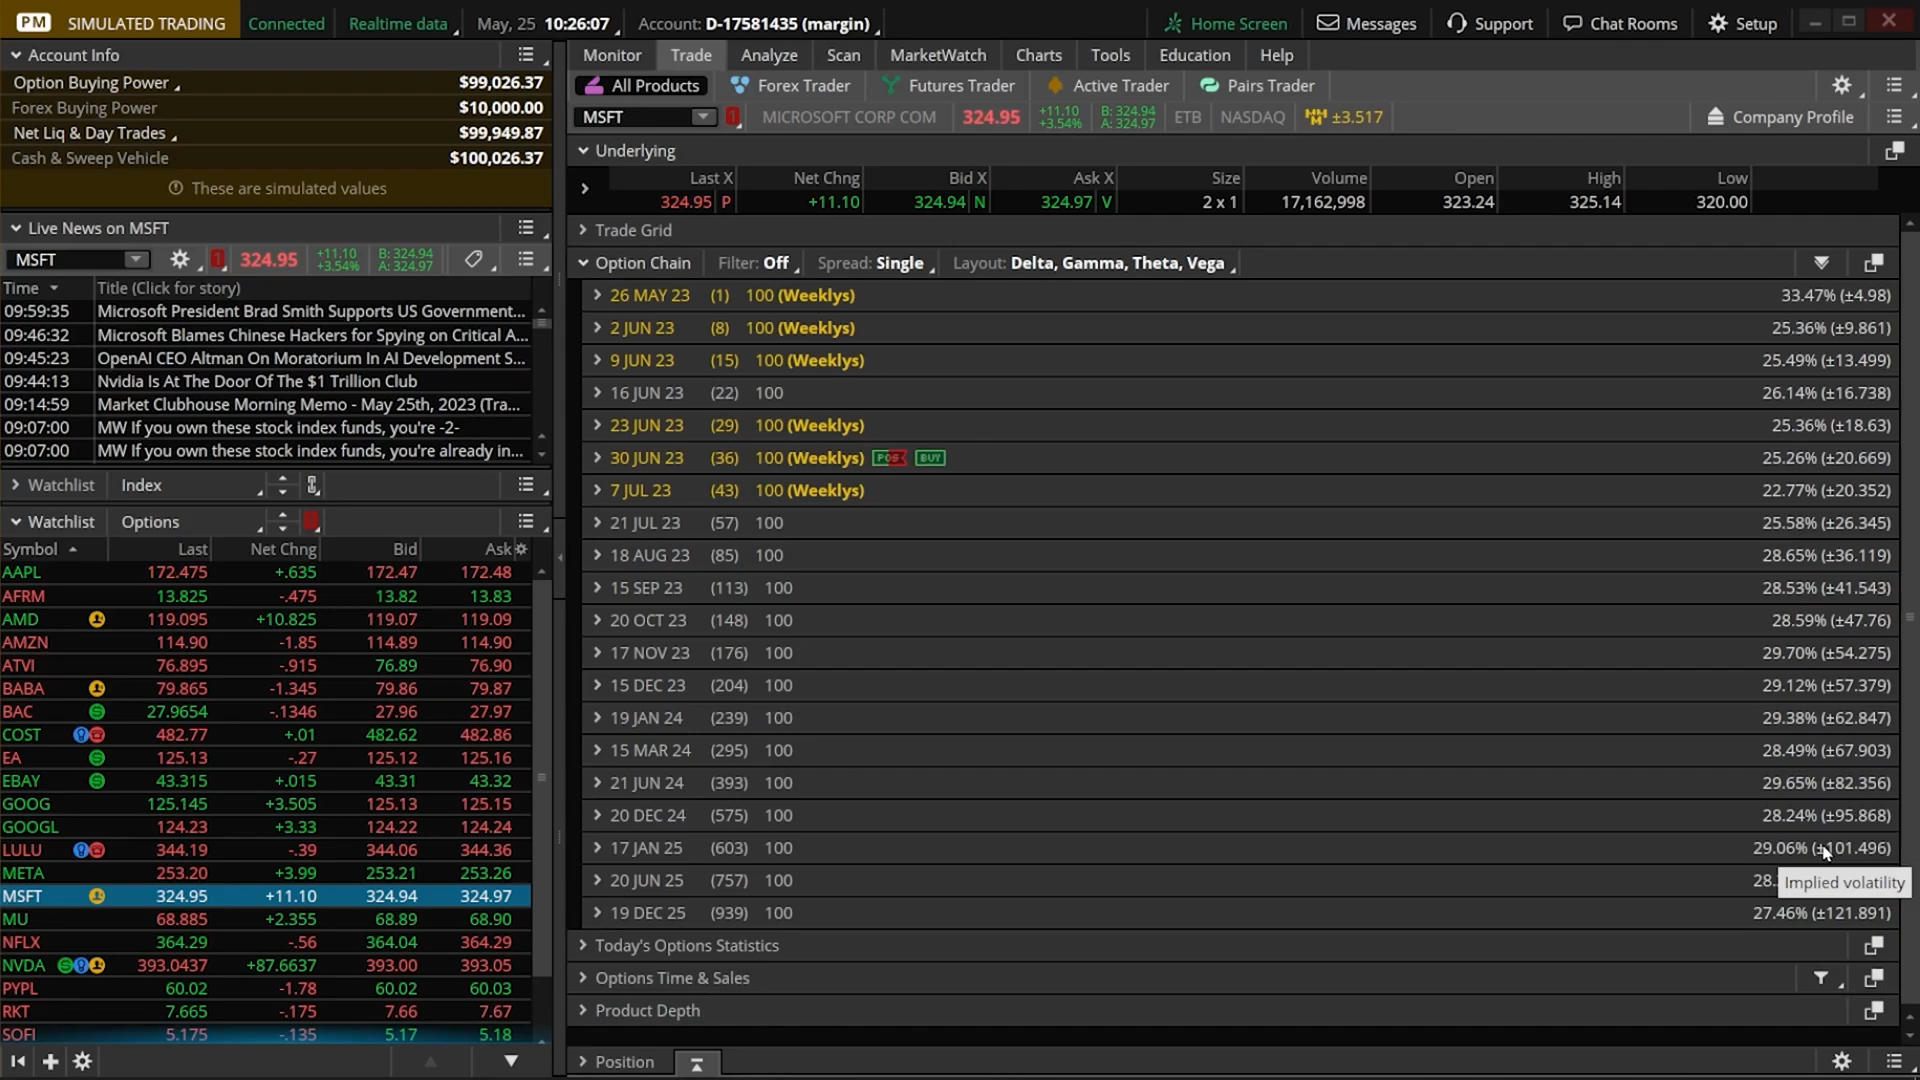 PM SIMULATED TRADING Connected Realtime data May, 25 10:26:07 Account: D-17581435 (margin) Home Screen Messages Support Chat Rooms Setup
Account Info
Option Buying Power $99,026.37
Forex Buying Power $10,000.00
Net Liq & Day Trades $99,949.87
Cash & Sweep Vehicle $100,026.37
These are simulated values
Live News on MSFT
MSFT 1 324.95 +11.10 +3.54% B: 324.94 A: 324.97
Time Title (Click for story)
09:59:35 Microsoft President Brad Smith Supports US Government...
09:46:32 Microsoft Blames Chinese Hackers for Spying on Critical A...
09:45:23 OpenAI CEO Altman On Moratorium In AI Development S...
09:44:13 Nvidia Is At The Door Of The $1 Trillion Club
09:14:59 Market Clubhouse Morning Memo - May 25th, 2023 (Tra...
09:07:00 MW If you own these stock index funds, you're -2-
09:07:00 MW If you own these stock index funds, you're already in...
Watchlist Index
Watchlist Options
Symbol Last Net Chng Bid Ask
AAPL 172.475 +.635 172.47 172.48
AFRM 13.825 -.475 13.82 13.83
AMD 119.095 +10.825 119.07 119.09
AMZN 114.90 -1.85 114.89 114.90
ATVI 76.895 -.915 76.89 76.90
BABA 79.865 -1.345 79.86 79.87
BAC 27.9654 -.1346 27.96 27.97
COST 482.77 +.01 482.62 482.86
EA 125.13 -.27 125.12 125.16
EBAY 43.315 +.015 43.31 43.32
GOOG 125.145 +3.505 125.13 125.15
GOOGL 124.23 +3.33 124.22 124.24
LULU 344.19 -.39 344.06 344.36
META 253.20 +3.99 253.21 253.26
MSFT 324.95 +11.10 324.94 324.97
MU 68.885 +2.355 68.89 68.90
NFLX 364.29 -.56 364.04 364.29
NVDA 393.0437 +87.6637 393.00 393.05
PYPL 60.02 -1.78 60.02 60.03
RKT 7.665 -.175 7.66 7.67
SOFI 5.175 -.135 5.17 5.18
Monitor Trade Analyze Scan MarketWatch Charts Tools Education Help
All Products Forex Trader Futures Trader Active Trader Pairs Trader
MSFT 1 MICROSOFT CORP COM 324.95 +11.10 +3.54% B: 324.94 A: 324.97 ETB NASDAQ ±3.517 Company Profile
Underlying
Last X Net Chng Bid X Ask X Size Volume Open High Low
324.95 P +11.10 324.94 N 324.97 V 2 x 1 17,162,998 323.24 325.14 320.00
Trade Grid
Option Chain Filter: Off Spread: Single Layout: Delta, Gamma, Theta, Vega
26 MAY 23 (1) 100 (Weeklys) 33.47% (±4.98)
2 JUN 23 (8) 100 (Weeklys) 25.36% (±9.861)
9 JUN 23 (15) 100 (Weeklys) 25.49% (±13.499)
16 JUN 23 (22) 100 26.14% (±16.738)
23 JUN 23 (29) 100 (Weeklys) 25.36% (±18.63)
30 JUN 23 (36) 100 (Weeklys) POS BUY 25.26% (±20.669)
7 JUL 23 (43) 100 (Weeklys) 22.77% (±20.352)
21 JUL 23 (57) 100 25.58% (±26.345)
18 AUG 23 (85) 100 28.65% (±36.119)
15 SEP 23 (113) 100 28.53% (±41.543)
20 OCT 23 (148) 100 28.59% (±47.76)
17 NOV 23 (176) 100 29.70% (±54.275)
15 DEC 23 (204) 100 29.12% (±57.379)
19 JAN 24 (239) 100 29.38% (±62.847)
15 MAR 24 (295) 100 28.49% (±67.903)
21 JUN 24 (393) 100 29.65% (±82.356)
20 DEC 24 (575) 100 28.24% (±95.868)
17 JAN 25 (603) 100 29.06% (±101.496)
20 JUN 25 (757) 100 28. Implied volatility
19 DEC 25 (939) 100 27.46% (±121.891)
Today's Options Statistics
Options Time & Sales
Product Depth
Position